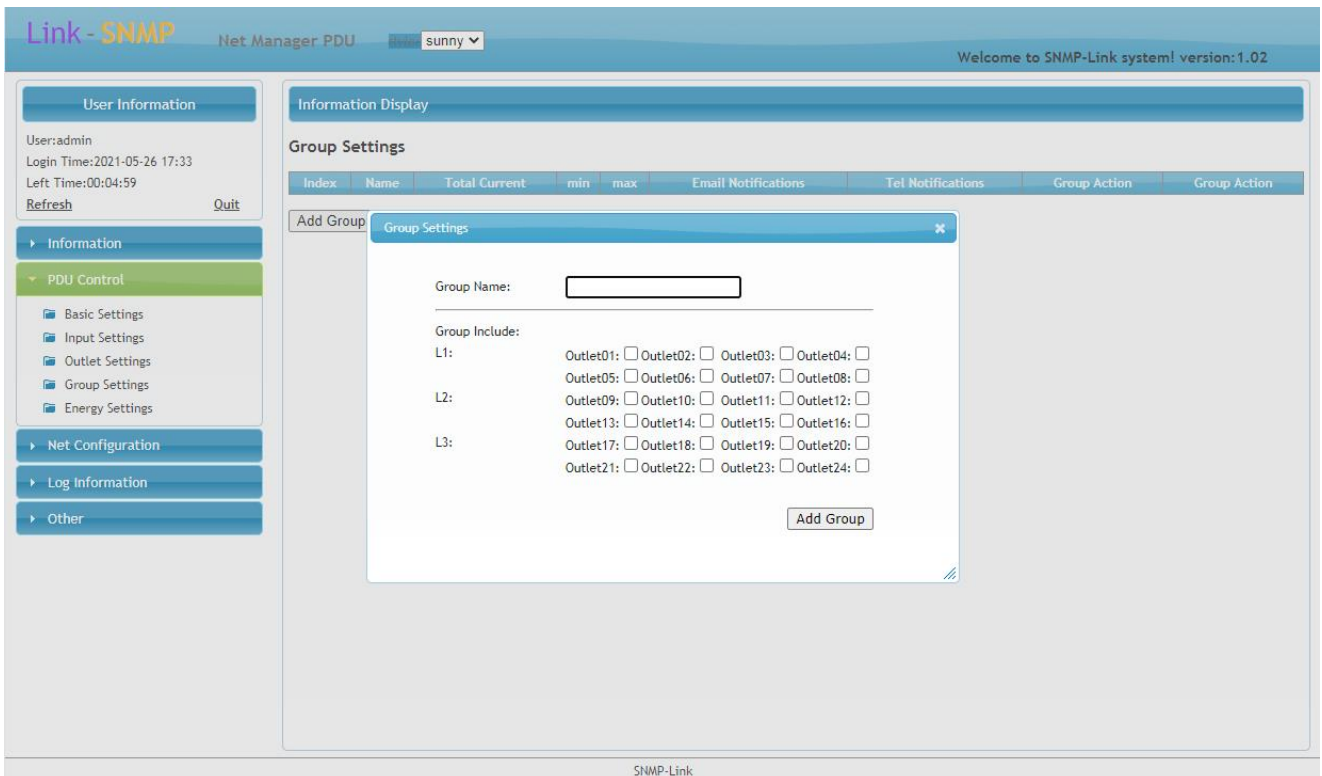 Link - SNMP Net Manager PDU sunny
Welcome to SNMP-Link system! version:1.02
User Information
User:admin
Login Time:2021-05-26 17:33
Left Time:00:04:59
Refresh Quit
Information
PDU Control
Basic Settings
Input Settings
Outlet Settings
Group Settings
Energy Settings
Net Configuration
Log Information
Other
Information Display
Group Settings
Index Name Total Current min max Email Notifications Tel Notifications Group Action Group Action
Add Group
Group Settings
Group Name:
Group Include:
L1: Outlet01: Outlet02: Outlet03: Outlet04:
Outlet05: Outlet06: Outlet07: Outlet08:
L2: Outlet09: Outlet10: Outlet11: Outlet12:
Outlet13: Outlet14: Outlet15: Outlet16:
L3: Outlet17: Outlet18: Outlet19: Outlet20:
Outlet21: Outlet22: Outlet23: Outlet24:
Add Group
SNMP-Link